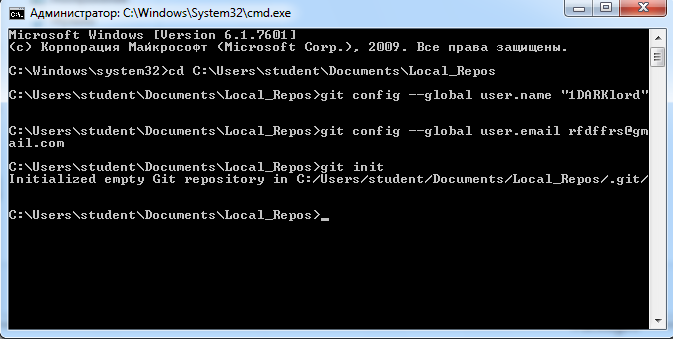 Администратор: C:\Windows\System32\cmd.exe
Microsoft Windows [Version 6.1.7601]
(c) Корпорация Майкрософт (Microsoft Corp.), 2009. Все права защищены.
C:\Windows\system32>cd C:\Users\student\Documents\Local_Repos
C:\Users\student\Documents\Local_Repos>git config --global user.name "1DARKlord"
C:\Users\student\Documents\Local_Repos>git config --global user.email rfdffrs@gm
ail.com
C:\Users\student\Documents\Local_Repos>git init
Initialized empty Git repository in C:/Users/student/Documents/Local_Repos/.git/
C:\Users\student\Documents\Local_Repos>_